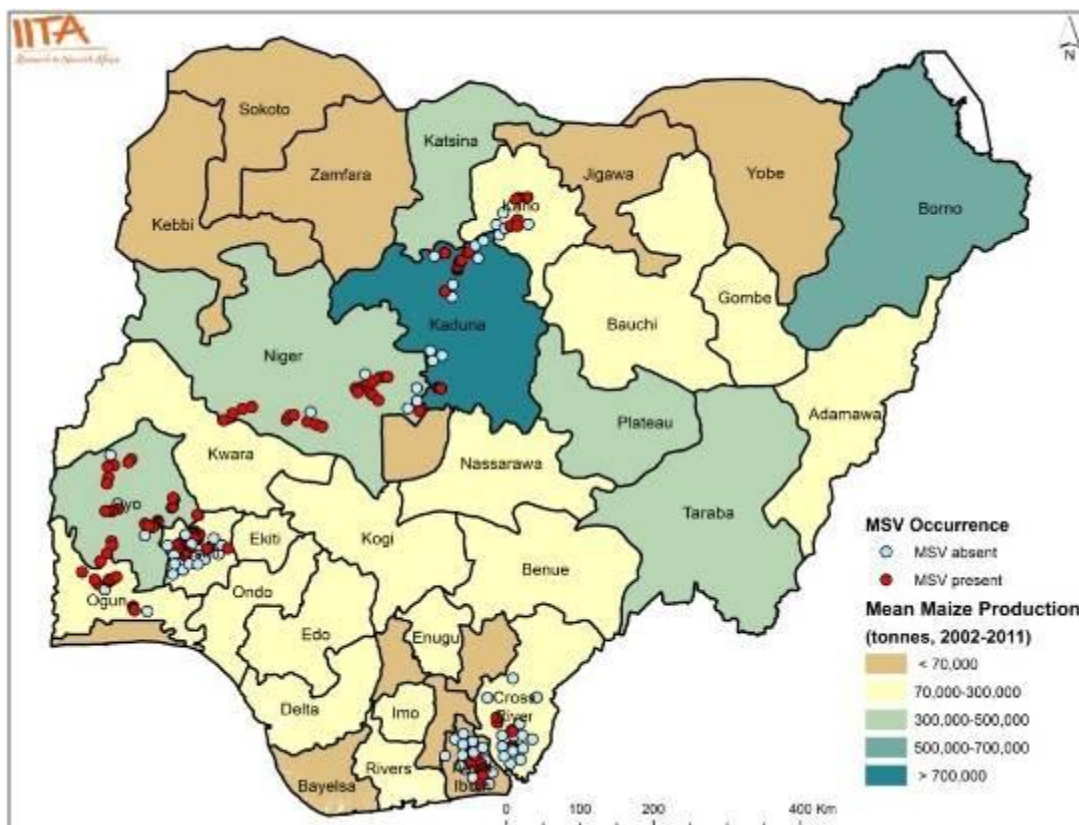 IITA
Research to Nourish Africa
N
Sokoto
Katsina
Zamfara
Jigawa
Yobe
Borno
Kebbi
Kano
Gombe
Bauchi
Kaduna
Niger
Adamawa
Plateau
Kwara
Nassarawa
Taraba
Oyo
Ekiti
Kogi
Benue
Ogun
Ondo
Edo
Enugu
Cross
River
Delta
Imo
Rivers
Bayelsa
Ibom
MSV Occurrence
MSV absent
MSV present
Mean Maize Production
(tonnes, 2002-2011)
< 70,000
70,000-300,000
300,000-500,000
500,000-700,000
> 700,000
0 100 200 400 Km